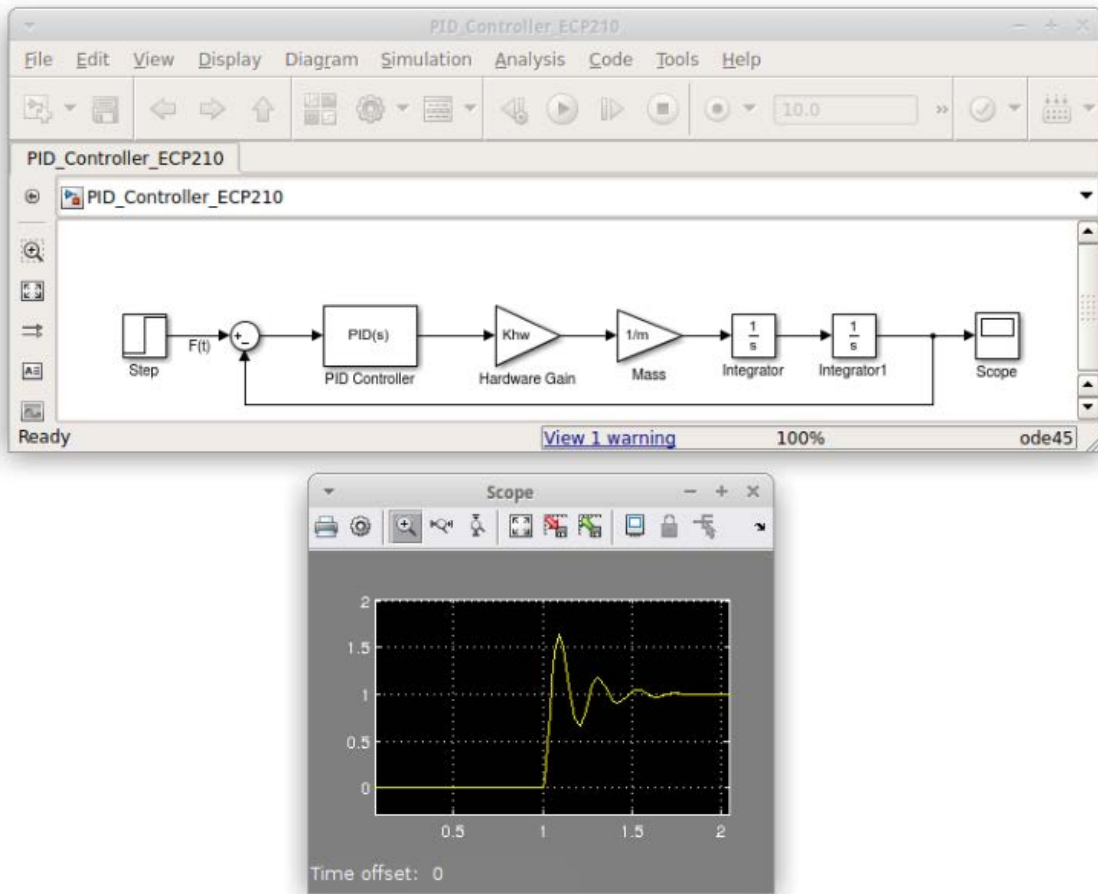 PID_Controller_ECP210
File Edit View Display Diagram Simulation Analysis Code Tools Help
10.0 »
PID_Controller_ECP210
PID_Controller_ECP210
Step
F(t)
+
-
PID(s)
PID Controller
Khw
Hardware Gain
1/m
Mass
1
s
Integrator
1
s
Integrator1
Scope
Ready View 1 warning 100% ode45
Scope
2
1.5
1
0.5
0
0.5 1 1.5 2
Time offset: 0